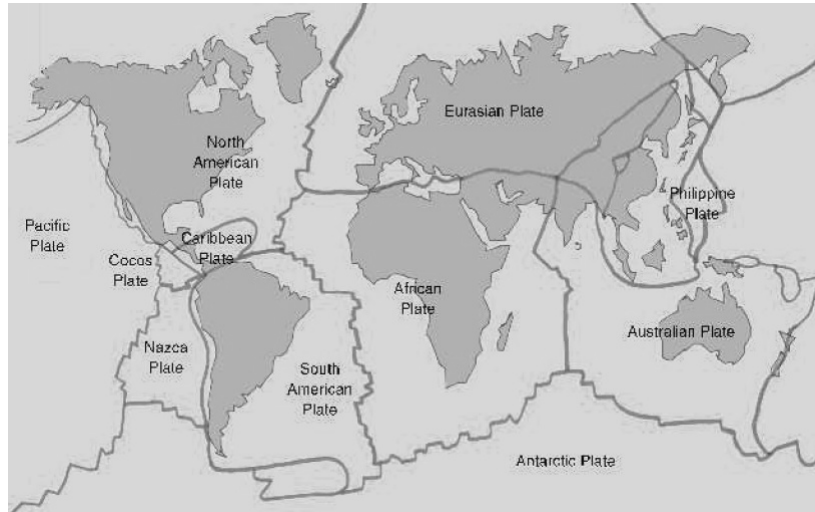 Eurasian Plate
North
American
Plate
Philippine
Plate
Pacific
Plate
Caribbean
Plate
Cocos
Plate
African
Plate
Australian Plate
Nazca
Plate
South
American
Plate
Antarctic Plate